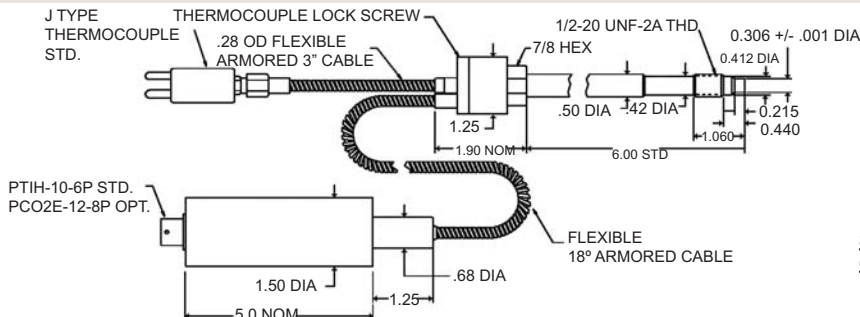 J TYPE
THERMOCOUPLE
STD.
THERMOCOUPLE LOCK SCREW
.28 OD FLEXIBLE
ARMORED 3" CABLE
7/8 HEX
1/2-20 UNF-2A THD
0.306 +/- .001 DIA
0.412 DIA
1.25
.50 DIA
.42 DIA
0.215
0.440
1.060
1.90 NOM
6.00 STD
PTIH-10-6P STD.
PCO2E-12-8P OPT.
FLEXIBLE
18º ARMORED CABLE
1.50 DIA
.68 DIA
1.25
5.0 NOM